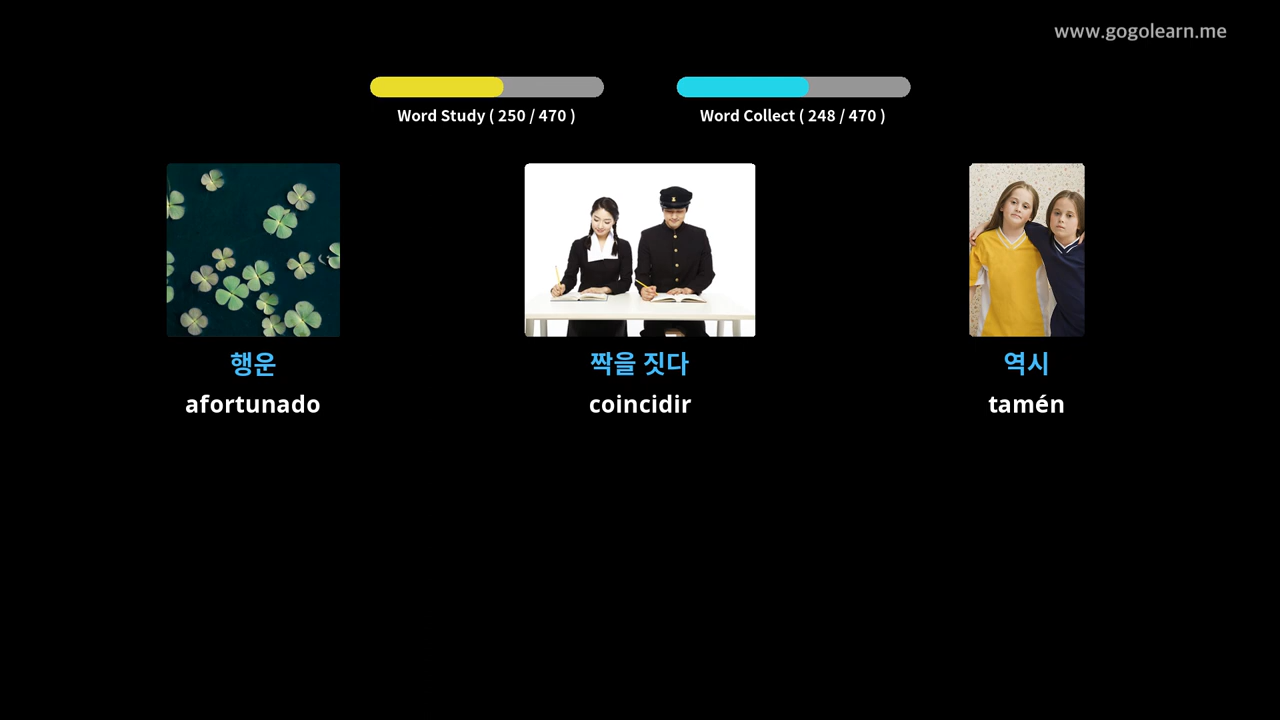 www.gogolearn.me
Word Study ( 250 / 470 )
Word Collect ( 248 / 470 )
행운
짝을 짓다
역시
afortunado
coincidir
tamén